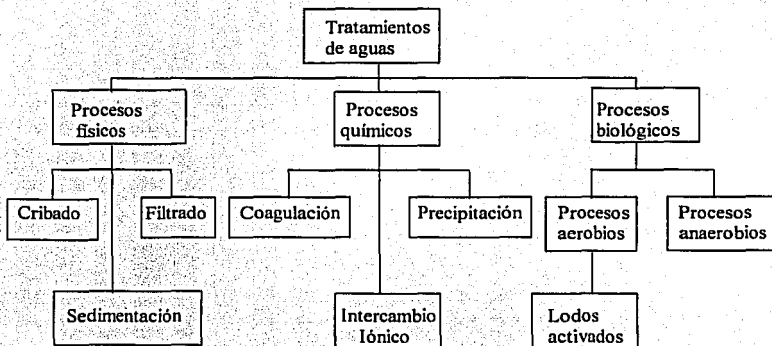 Tratamientos
de aguas
Procesos
físicos
Procesos
químicos
Procesos
biológicos
Cribado
Filtrado
Coagulación
Precipitación
Procesos
aerobios
Procesos
anaerobios
Sedimentación
Intercambio
Iónico
Lodos
activados